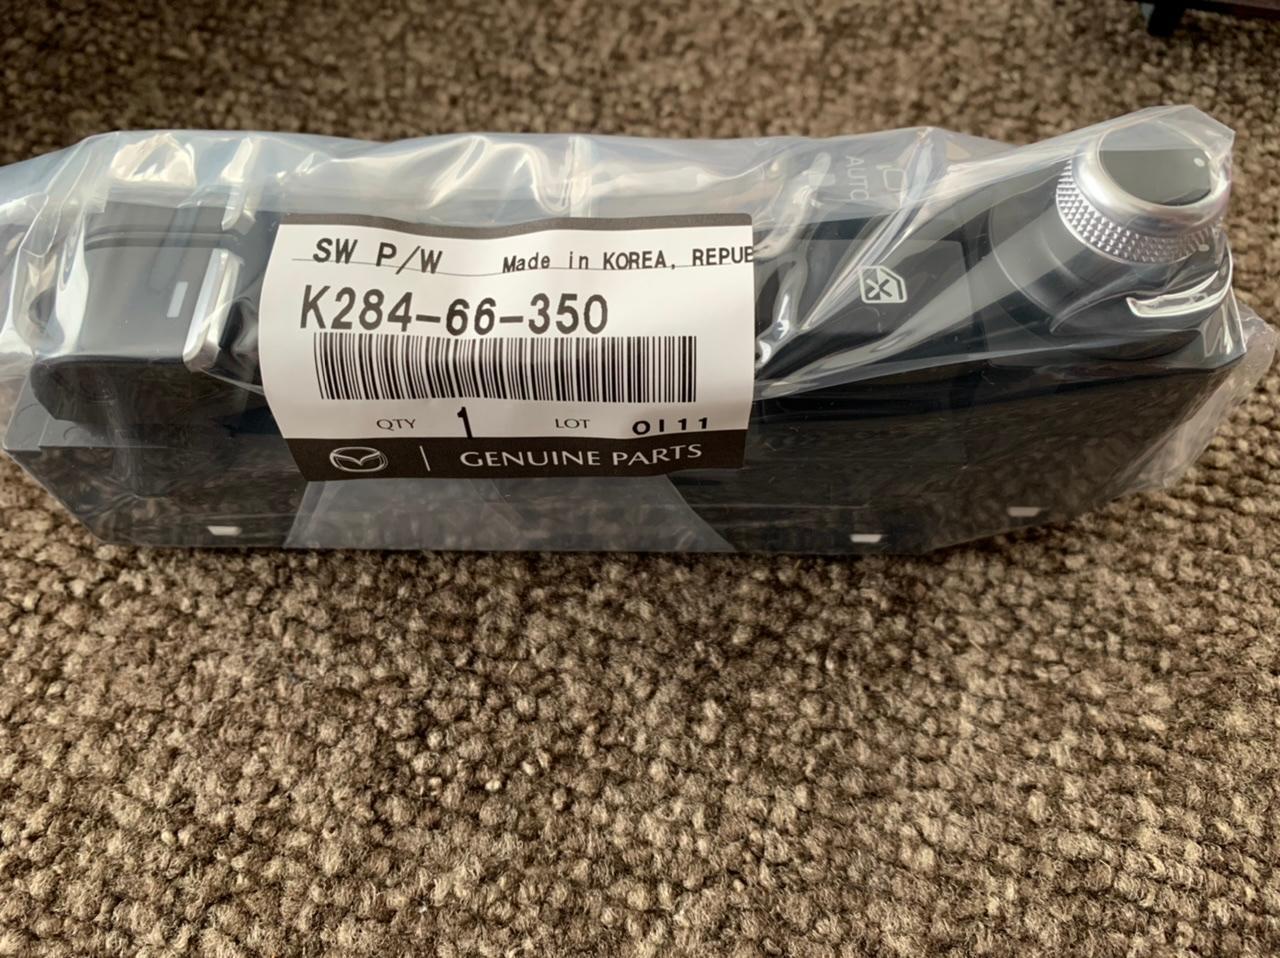 AUTO
SW P/W Made in KOREA, REPUB
K284-66-350
QTY 1 LOT 0111
GENUINE PARTS